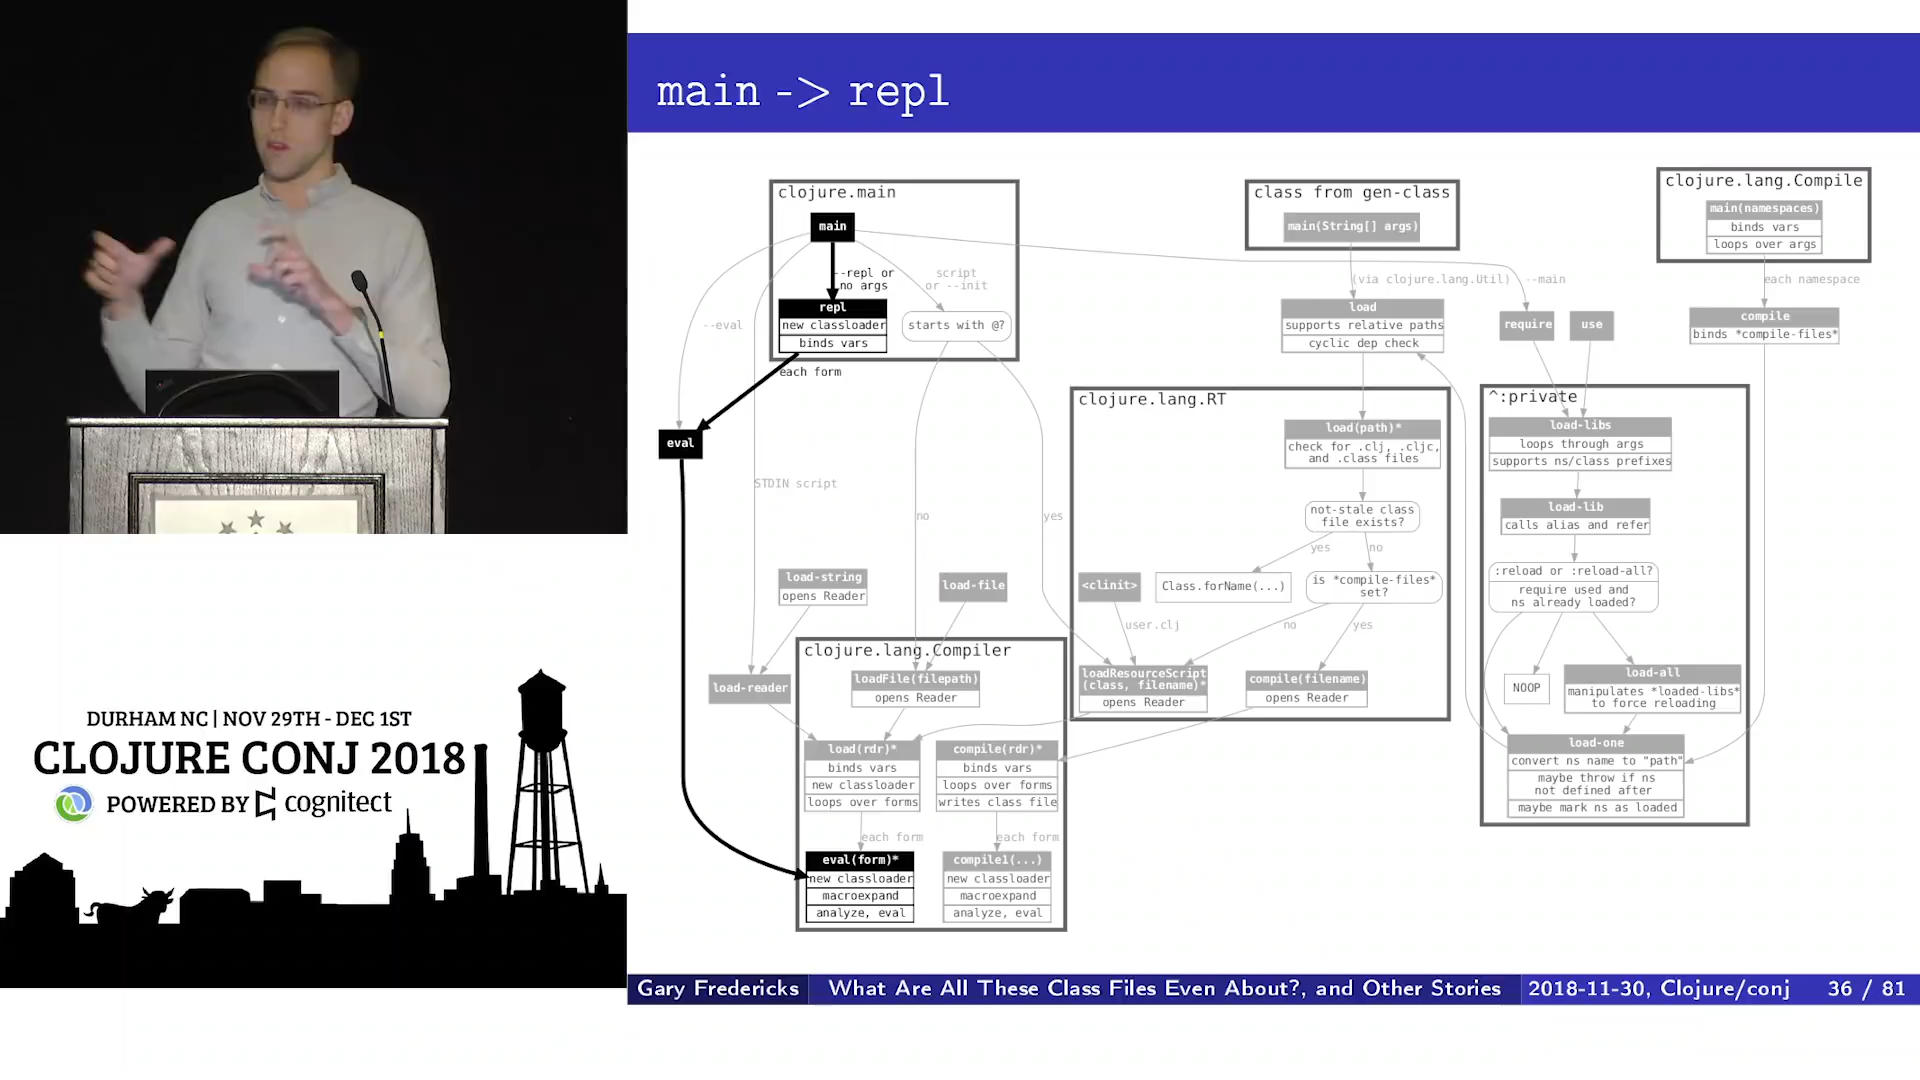 main -> repl
clojure.main
main
--repl or
no args
script
or --init
repl
new classloader
binds vars
starts with @?
--eval
each form
eval
STDIN script
no
yes
class from gen-class
main(String[] args)
(via clojure.lang.Util)
--main
load
supports relative paths
cyclic dep check
require
use
clojure.lang.Compile
main(namespaces)
binds vars
loops over args
each namespace
compile
binds *compile-files*
clojure.lang.RT
load(path)*
check for .clj, .cljc,
and .class files
not-stale class
file exists?
yes
no
<clinit>
Class.forName(...)
is *compile-files*
set?
user.clj
no
yes
loadResourceScript
(class, filename)*
opens Reader
compile(filename)
opens Reader
^:private
load-libs
loops through args
supports ns/class prefixes
load-lib
calls alias and refer
:reload or :reload-all?
require used and
ns already loaded?
NOOP
load-all
manipulates *loaded-libs*
to force reloading
load-one
convert ns name to "path"
maybe throw if ns
not defined after
maybe mark ns as loaded
load-string
opens Reader
load-file
load-reader
clojure.lang.Compiler
loadFile(filepath)
opens Reader
load(rdr)*
binds vars
new classloader
loops over forms
compile(rdr)*
binds vars
loops over forms
writes class file
each form
each form
eval(form)*
new classloader
macroexpand
analyze, eval
compile1(...)
new classloader
macroexpand
analyze, eval
DURHAM NC | NOV 29TH - DEC 1ST
CLOJURE CONJ 2018
POWERED BY cognitect
Gary Fredericks What Are All These Class Files Even About?, and Other Stories 2018-11-30, Clojure/conj 36 / 81